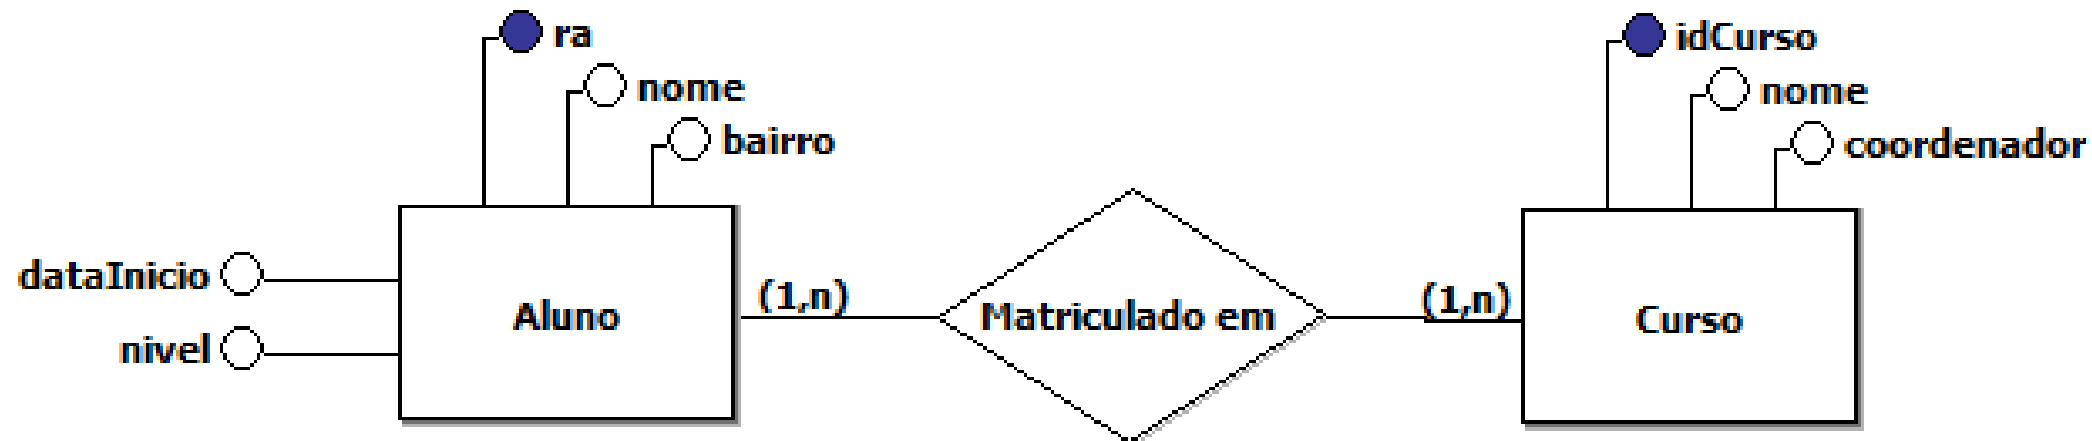 ra
nome
bairro
dataInicio
nivel
Aluno
(1,n)
Matriculado em
(1,n)
idCurso
nome
coordenador
Curso